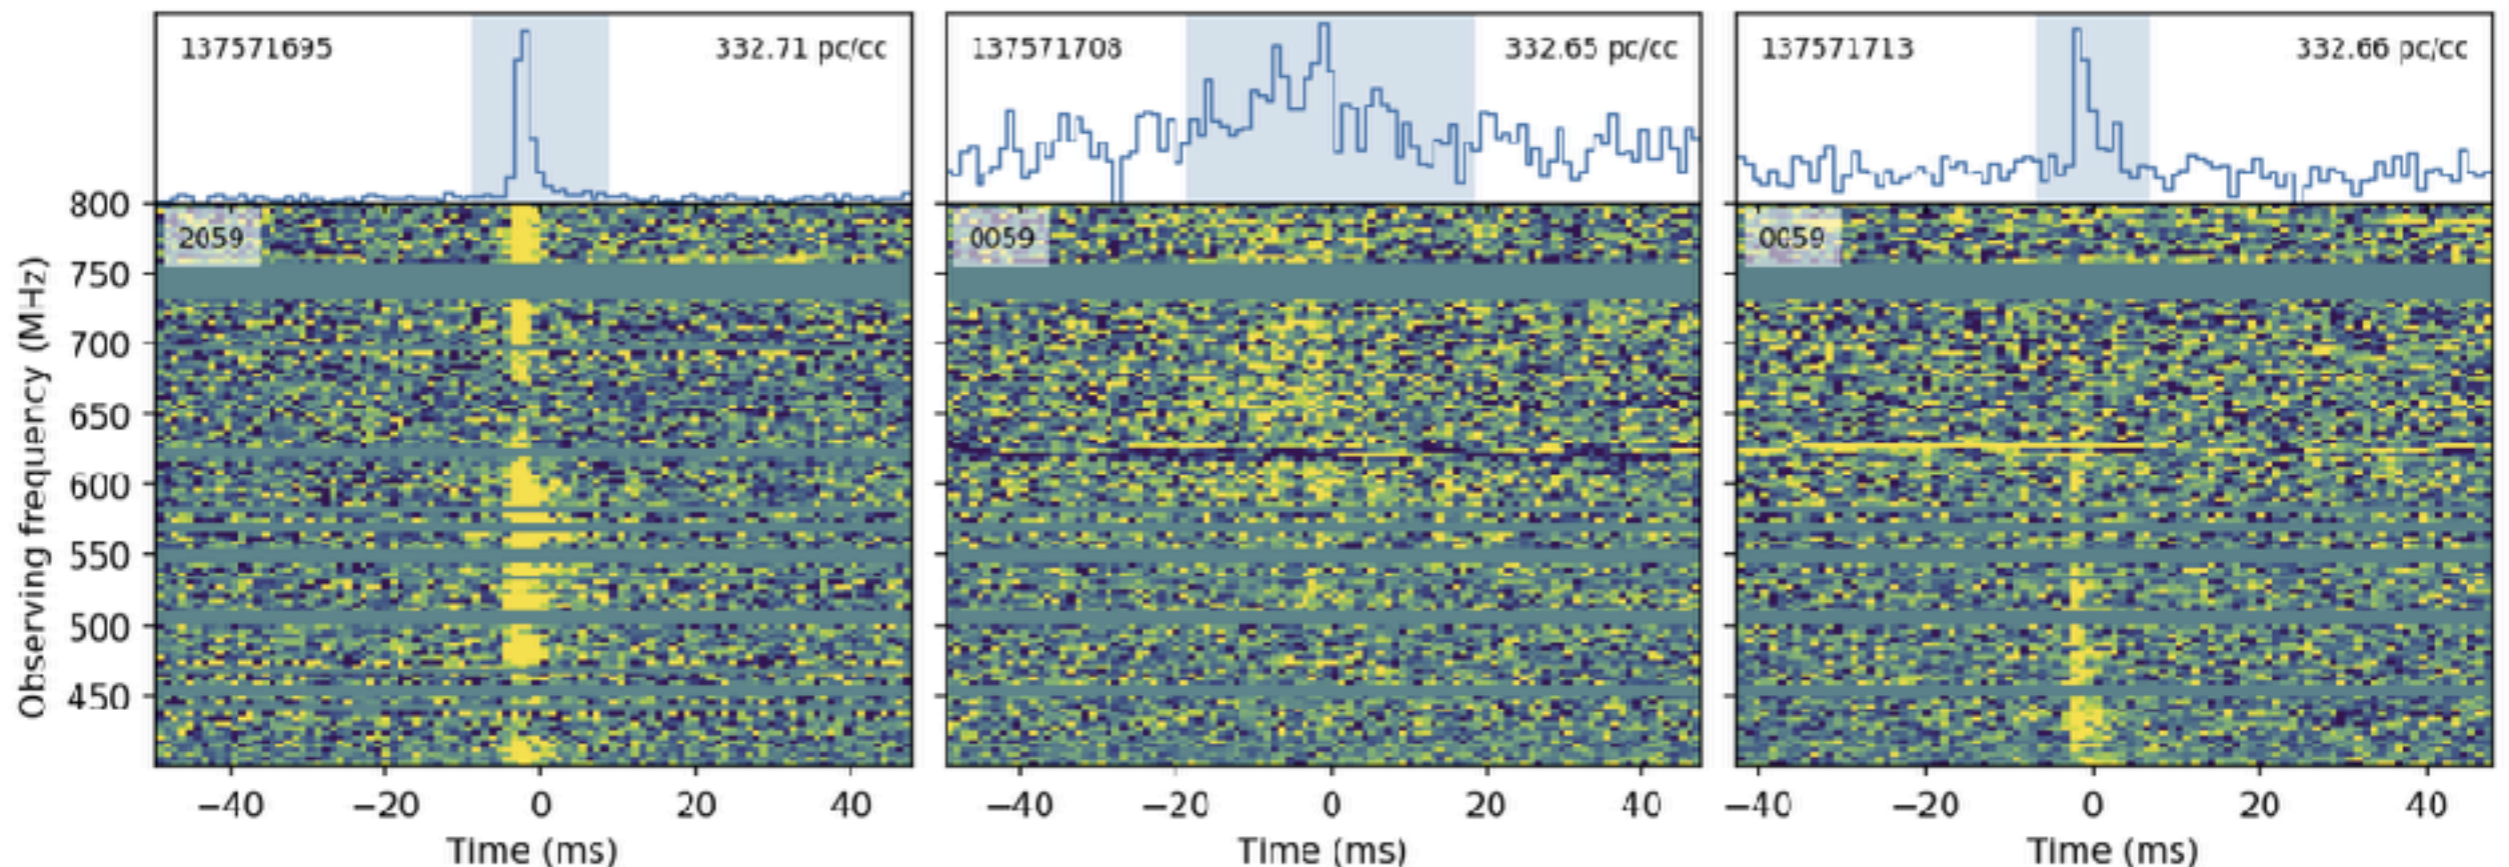 137571695 332.71 pc/cc
137571708 332.65 pc/cc
137571713 332.66 pc/cc
2059
0059
0059
Observing frequency (MHz)
800
750
700
650
600
550
500
450
−40 −20 0 20 40
−40 −20 0 20 40
−40 −20 0 20 40
Time (ms)
Time (ms)
Time (ms)